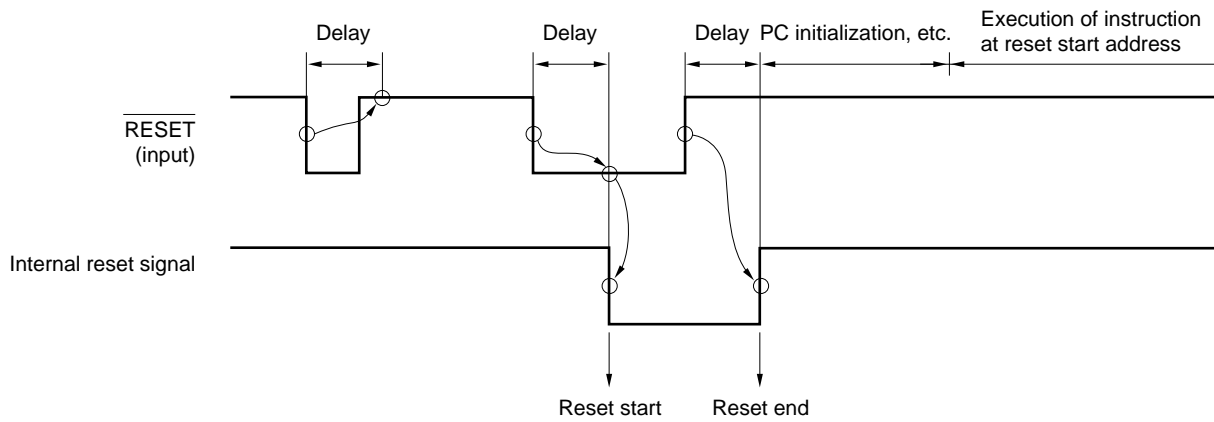 Delay
Delay
Delay
PC initialization, etc.
Execution of instruction
at reset start address
RESET
(input)
Internal reset signal
Reset start
Reset end